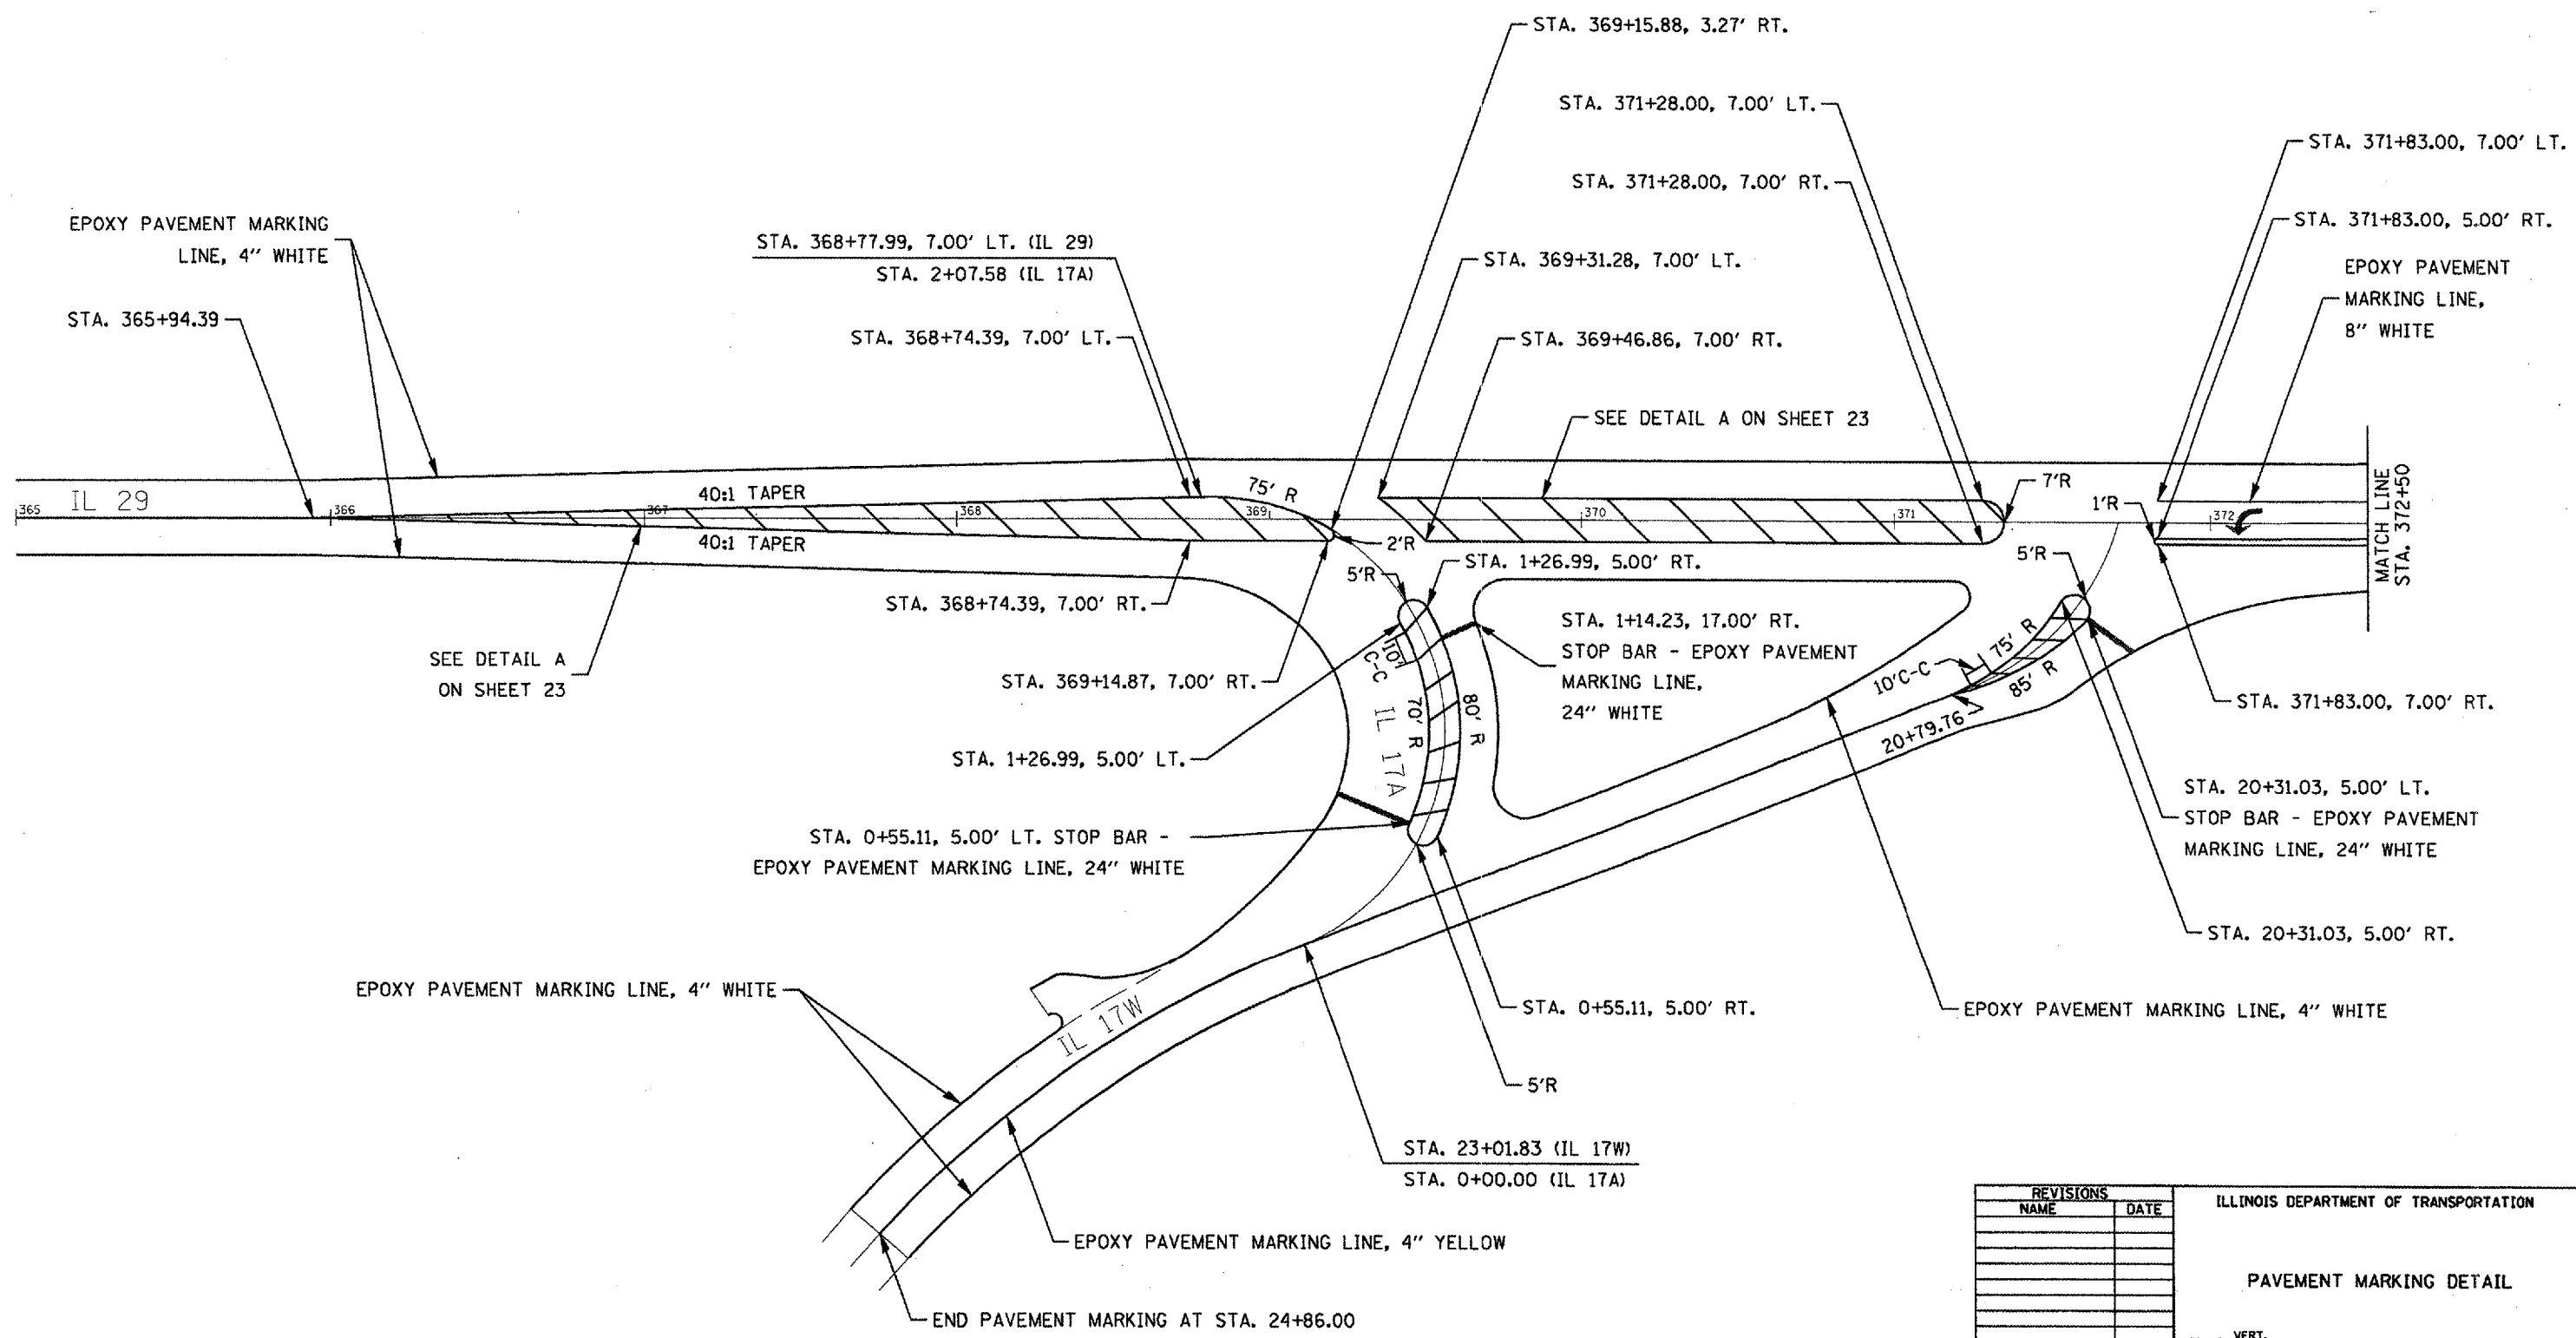 STA. 369+15.88, 3.27' RT.
STA. 371+28.00, 7.00' LT.
STA. 371+83.00, 7.00' LT.
STA. 371+28.00, 7.00' RT.
STA. 371+83.00, 5.00' RT.
EPOXY PAVEMENT MARKING
LINE, 4" WHITE
STA. 368+77.99, 7.00' LT. (IL 29)
STA. 2+07.58 (IL 17A)
STA. 369+31.28, 7.00' LT.
EPOXY PAVEMENT
MARKING LINE,
8" WHITE
STA. 365+94.39
STA. 368+74.39, 7.00' LT.
STA. 369+46.86, 7.00' RT.
SEE DETAIL A ON SHEET 23
MATCH LINE
STA. 372+50
IL 29
40:1 TAPER
75' R
7'R
1'R
365
366
367
368
369
370
371
372
40:1 TAPER
2'R
5'R
STA. 1+26.99, 5.00' RT.
5'R
STA. 368+74.39, 7.00' RT.
STA. 1+14.23, 17.00' RT.
STOP BAR - EPOXY PAVEMENT
MARKING LINE,
24" WHITE
SEE DETAIL A
ON SHEET 23
10'
C-C
STA. 369+14.87, 7.00' RT.
10'C-C
75' R
85' R
STA. 371+83.00, 7.00' RT.
IL 17A
70' R
80' R
20+79.76
STA. 1+26.99, 5.00' LT.
STA. 20+31.03, 5.00' LT.
STOP BAR - EPOXY PAVEMENT
MARKING LINE, 24" WHITE
STA. 0+55.11, 5.00' LT. STOP BAR -
EPOXY PAVEMENT MARKING LINE, 24" WHITE
STA. 20+31.03, 5.00' RT.
EPOXY PAVEMENT MARKING LINE, 4" WHITE
IL 17W
STA. 0+55.11, 5.00' RT.
EPOXY PAVEMENT MARKING LINE, 4" WHITE
5'R
STA. 23+01.83 (IL 17W)
STA. 0+00.00 (IL 17A)
EPOXY PAVEMENT MARKING LINE, 4" YELLOW
END PAVEMENT MARKING AT STA. 24+86.00
REVISIONS
NAME DATE
ILLINOIS DEPARTMENT OF TRANSPORTATION
PAVEMENT MARKING DETAIL
VERT.